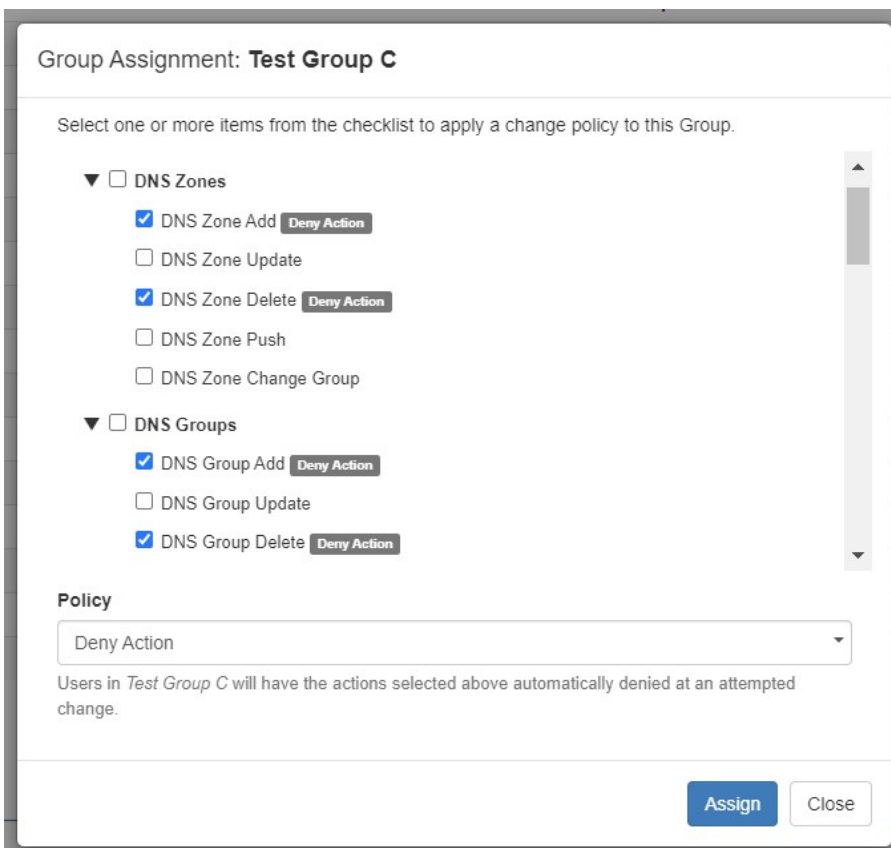 Group Assignment: Test Group C
Select one or more items from the checklist to apply a change policy to this Group.
DNS Zones
DNS Zone Add Deny Action
DNS Zone Update
DNS Zone Delete Deny Action
DNS Zone Push
DNS Zone Change Group
DNS Groups
DNS Group Add Deny Action
DNS Group Update
DNS Group Delete Deny Action
Policy
Deny Action
Users in Test Group C will have the actions selected above automatically denied at an attempted
change.
Assign Close